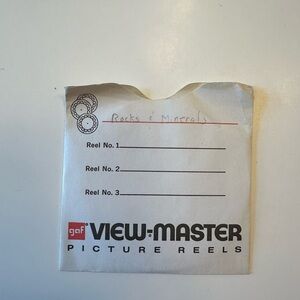 Rocks & Minerals
Reel No. 1
Reel No. 2
Reel No. 3
gaf VIEW-MASTER
PICTURE REELS